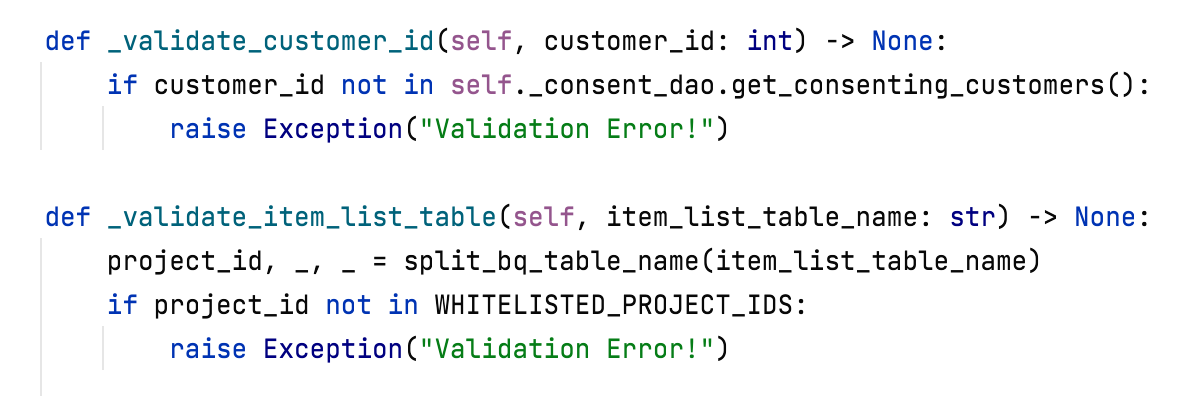 def _validate_customer_id(self, customer_id: int) -> None:
    if customer_id not in self._consent_dao.get_consenting_customers():
        raise Exception("Validation Error!")

def _validate_item_list_table(self, item_list_table_name: str) -> None:
    project_id, _, _ = split_bq_table_name(item_list_table_name)
    if project_id not in WHITELISTED_PROJECT_IDS:
        raise Exception("Validation Error!")